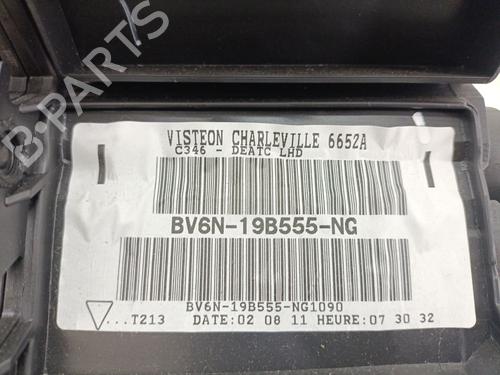 VISTEON CHARLEVILLE 6652A
C346 - DEATC LHD
BV6N-19B555-NG
BV6N-19B555-NG1090
...T213 DATE:02 08 11 HEURE:07 30 32
B-PARTS